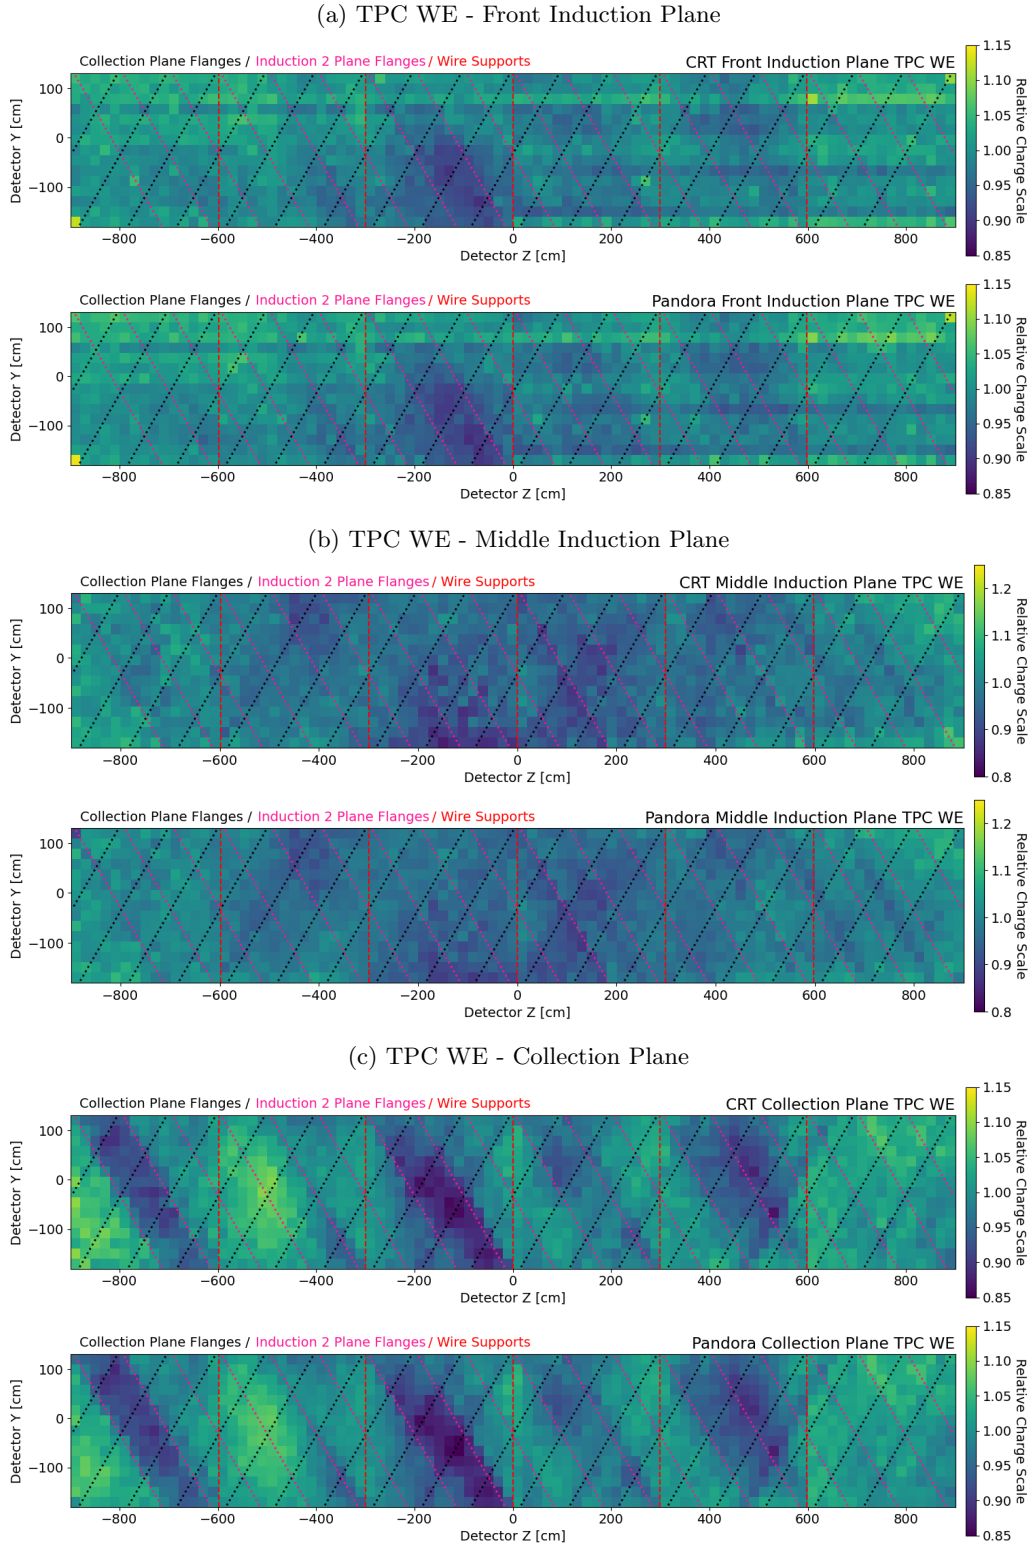 (a) TPC WE - Front Induction Plane
Collection Plane Flanges / Induction 2 Plane Flanges / Wire Supports
CRT Front Induction Plane TPC WE
100
0
−100
Detector Y [cm]
−800 −600 −400 −200 0 200 400 600 800
Detector Z [cm]
1.15
1.10
1.05
1.00
0.95
0.90
0.85
Relative Charge Scale
Collection Plane Flanges / Induction 2 Plane Flanges / Wire Supports
Pandora Front Induction Plane TPC WE
100
0
−100
Detector Y [cm]
−800 −600 −400 −200 0 200 400 600 800
Detector Z [cm]
1.15
1.10
1.05
1.00
0.95
0.90
0.85
Relative Charge Scale
(b) TPC WE - Middle Induction Plane
Collection Plane Flanges / Induction 2 Plane Flanges / Wire Supports
CRT Middle Induction Plane TPC WE
100
0
−100
Detector Y [cm]
−800 −600 −400 −200 0 200 400 600 800
Detector Z [cm]
1.2
1.1
1.0
0.9
0.8
Relative Charge Scale
Collection Plane Flanges / Induction 2 Plane Flanges / Wire Supports
Pandora Middle Induction Plane TPC WE
100
0
−100
Detector Y [cm]
−800 −600 −400 −200 0 200 400 600 800
Detector Z [cm]
1.2
1.1
1.0
0.9
0.8
Relative Charge Scale
(c) TPC WE - Collection Plane
Collection Plane Flanges / Induction 2 Plane Flanges / Wire Supports
CRT Collection Plane TPC WE
100
0
−100
Detector Y [cm]
−800 −600 −400 −200 0 200 400 600 800
Detector Z [cm]
1.15
1.10
1.05
1.00
0.95
0.90
0.85
Relative Charge Scale
Collection Plane Flanges / Induction 2 Plane Flanges / Wire Supports
Pandora Collection Plane TPC WE
100
0
−100
Detector Y [cm]
−800 −600 −400 −200 0 200 400 600 800
Detector Z [cm]
1.15
1.10
1.05
1.00
0.95
0.90
0.85
Relative Charge Scale